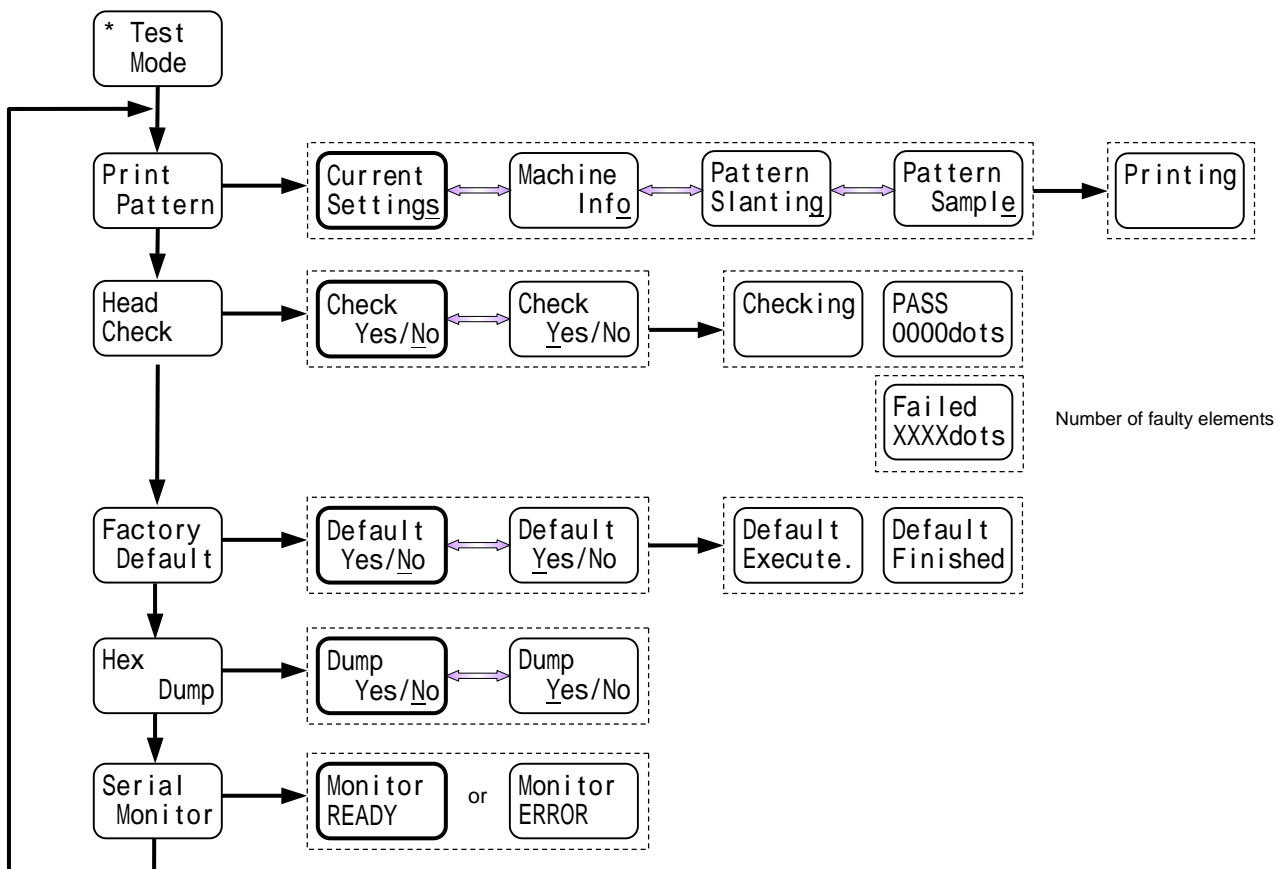 * Test
Mode
Print
Pattern
Current
Settings
Machine
Info
Pattern
Slanting
Pattern
Sample
Printing
Head
Check
Check
Yes/No
Check
Yes/No
Checking
PASS
0000dots
Failed
XXXXdots
Number of faulty elements
Factory
Default
Default
Yes/No
Default
Yes/No
Default
Execute.
Default
Finished
Hex
Dump
Dump
Yes/No
Dump
Yes/No
Serial
Monitor
Monitor
READY
or
Monitor
ERROR